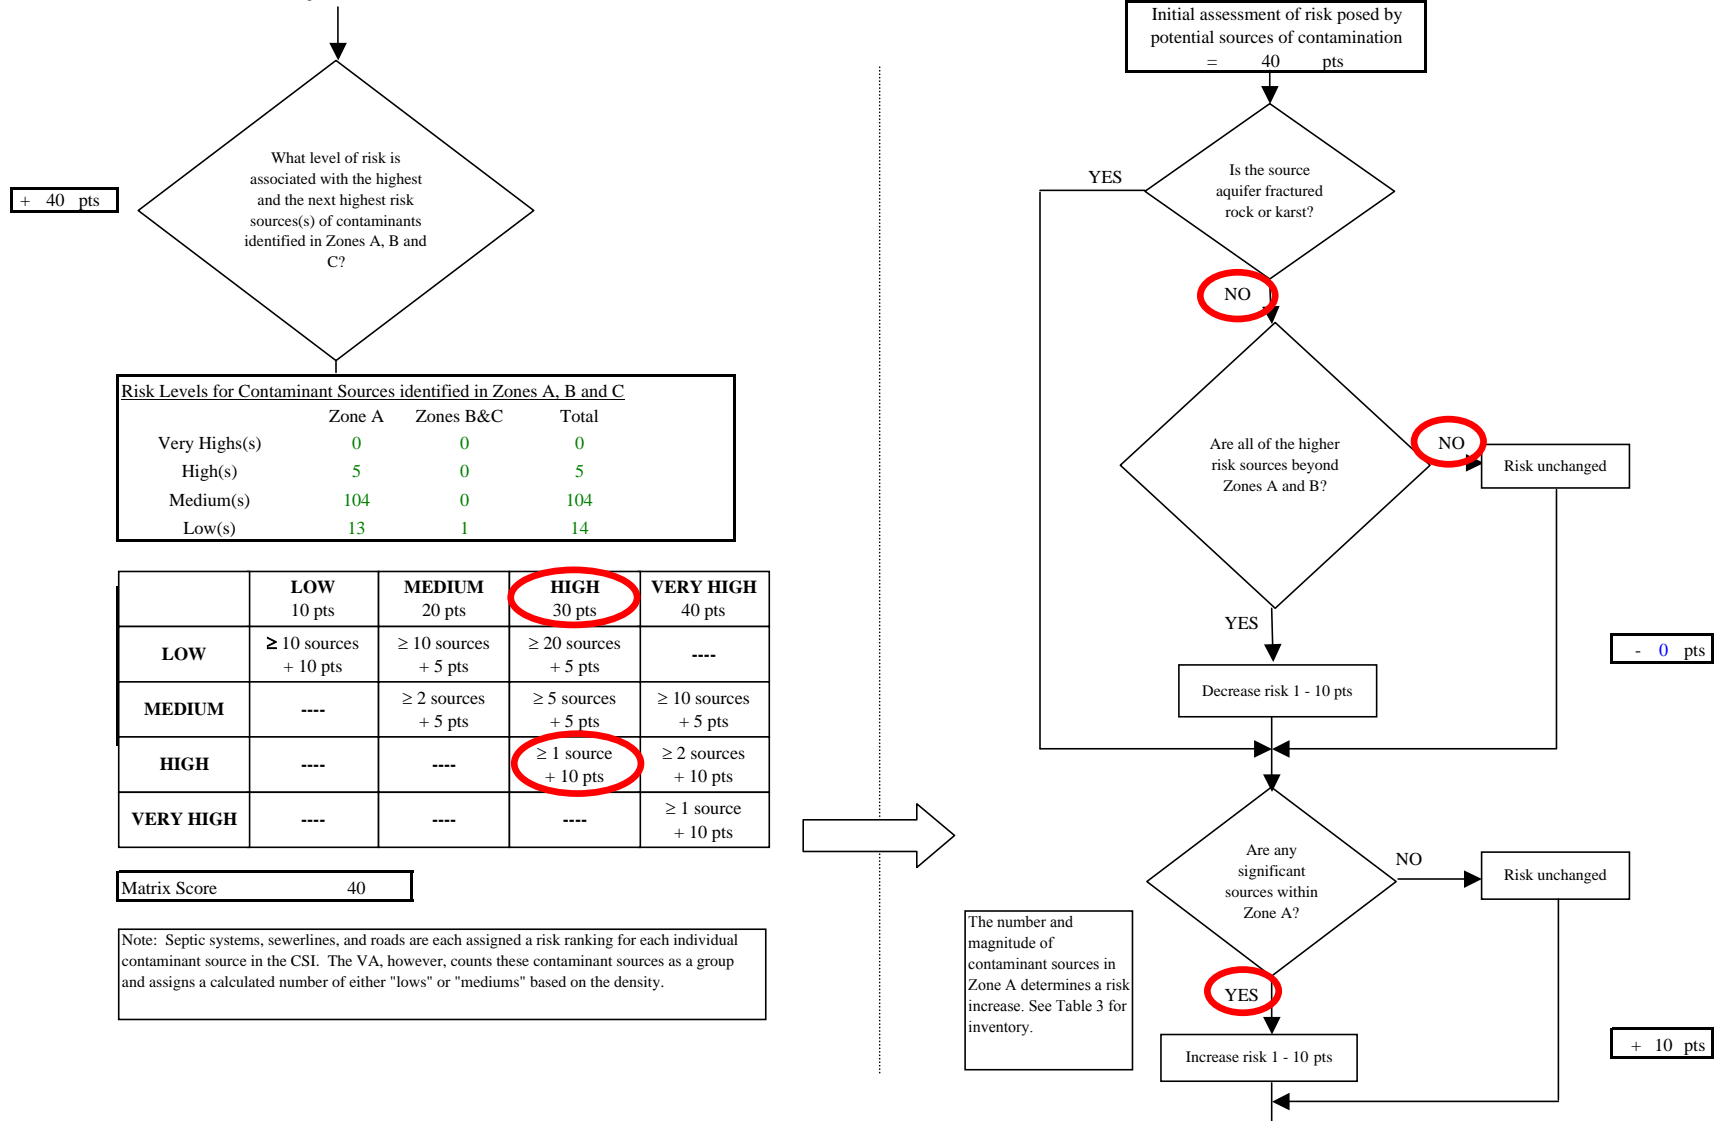 What level of risk is
associated with the highest
and the next highest risk
sources(s) of contaminants
identified in Zones A, B and
C?
+ 40 pts
Risk Levels for Contaminant Sources identified in Zones A, B and C
Zone A Zones B&C Total
Very Highs(s) 0 0 0
High(s) 5 0 5
Medium(s) 104 0 104
Low(s) 13 1 14
LOW MEDIUM HIGH VERY HIGH
10 pts 20 pts 30 pts 40 pts
LOW ≥ 10 sources ≥ 10 sources ≥ 20 sources ----
+ 10 pts + 5 pts + 5 pts
MEDIUM ---- ≥ 2 sources ≥ 5 sources ≥ 10 sources
+ 5 pts + 5 pts + 5 pts
HIGH ---- ---- ≥ 1 source ≥ 2 sources
+ 10 pts + 10 pts
VERY HIGH ---- ---- ---- ≥ 1 source
+ 10 pts
Matrix Score 40
Note: Septic systems, sewerlines, and roads are each assigned a risk ranking for each individual
contaminant source in the CSI. The VA, however, counts these contaminant sources as a group
and assigns a calculated number of either "lows" or "mediums" based on the density.
Initial assessment of risk posed by
potential sources of contamination
= 40 pts
Is the source
aquifer fractured
rock or karst?
YES
NO
Are all of the higher
risk sources beyond
Zones A and B?
NO
Risk unchanged
YES
Decrease risk 1 - 10 pts
- 0 pts
Are any
significant
sources within
Zone A?
NO
Risk unchanged
The number and
magnitude of
contaminant sources in
Zone A determines a risk
increase. See Table 3 for
inventory.
YES
Increase risk 1 - 10 pts
+ 10 pts